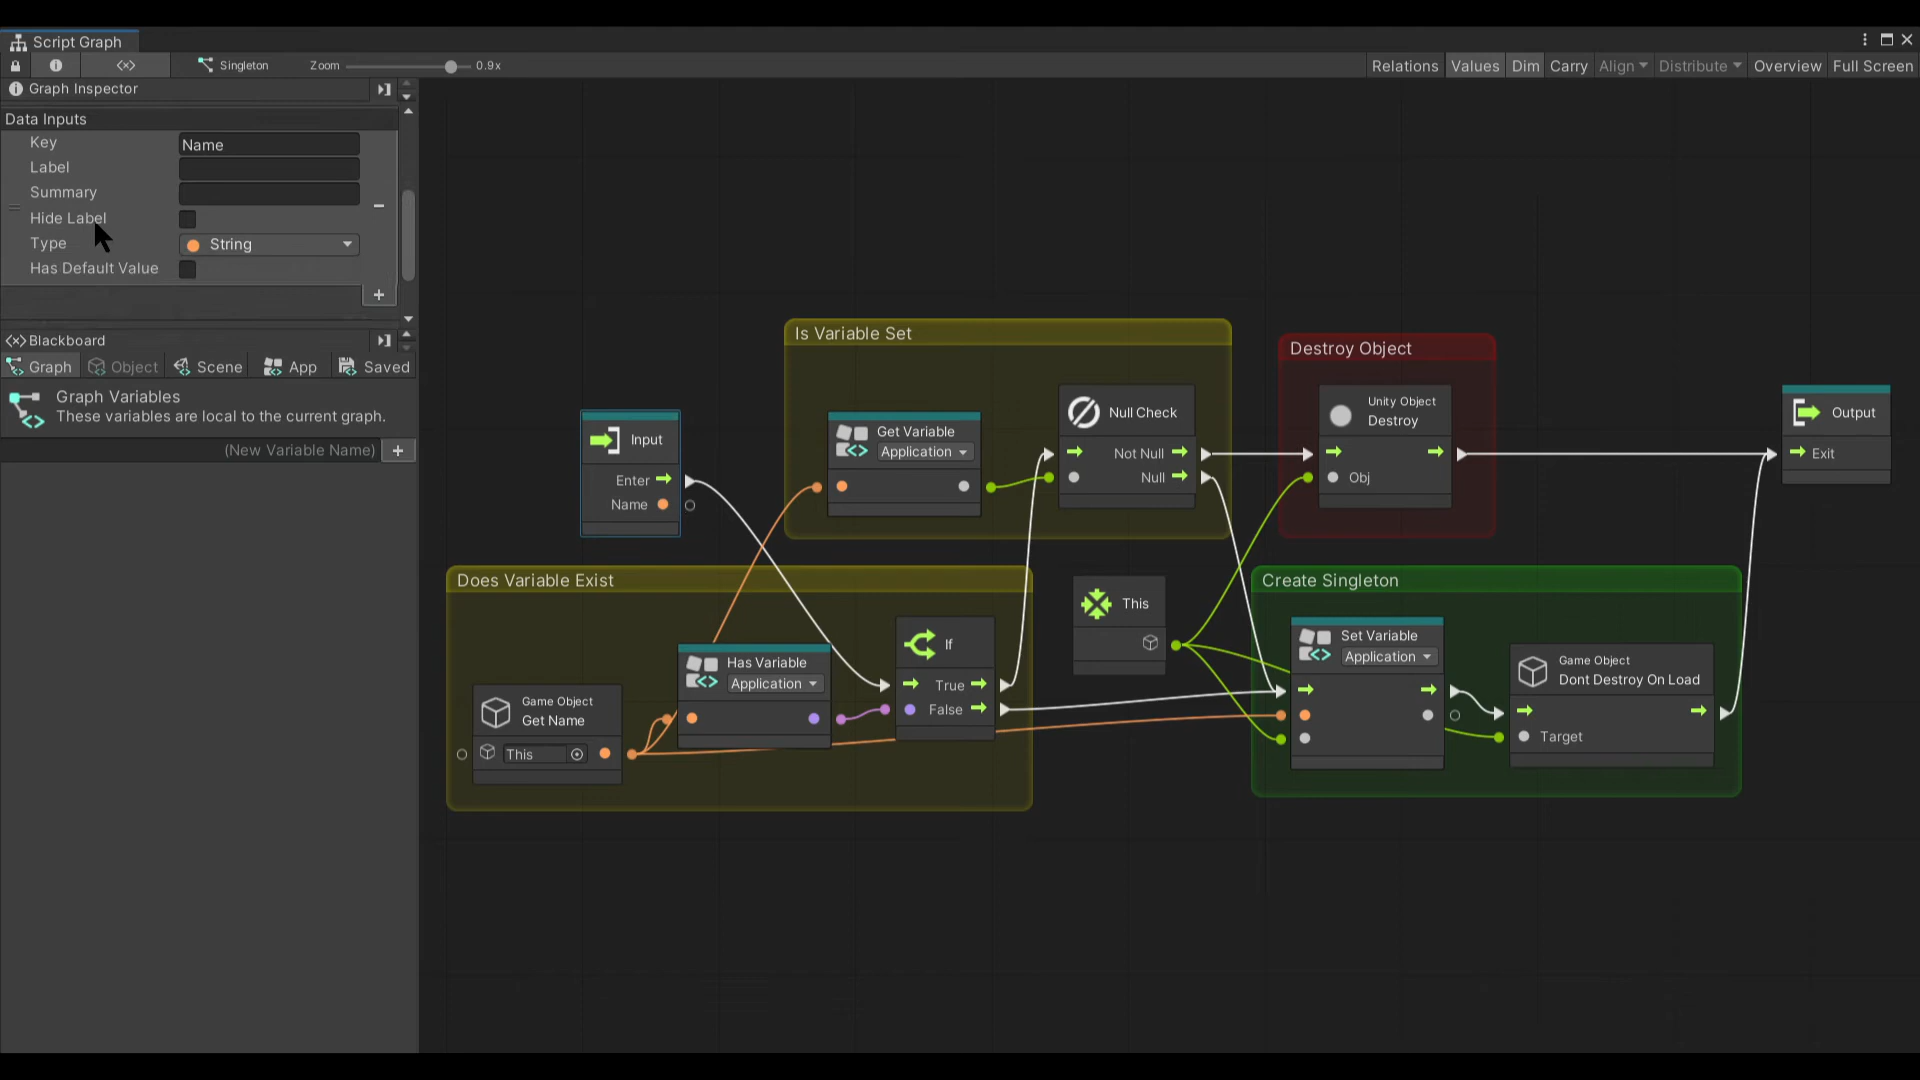 Script Graph
Singleton
Zoom
0.9x
Relations
Values
Dim
Carry
Align
Distribute
Overview
Full Screen
Graph Inspector
Data Inputs
Key
Name
Label
Summary
Hide Label
Type
String
Has Default Value
+
Blackboard
Graph
Object
Scene
App
Saved
Graph Variables
These variables are local to the current graph.
(New Variable Name)
+
Input
Enter
Name
Is Variable Set
Get Variable
Application
Null Check
Not Null
Null
Destroy Object
Unity Object
Destroy
Obj
Output
Exit
Does Variable Exist
Game Object
Get Name
This
Has Variable
Application
If
True
False
This
Create Singleton
Set Variable
Application
Game Object
Dont Destroy On Load
Target